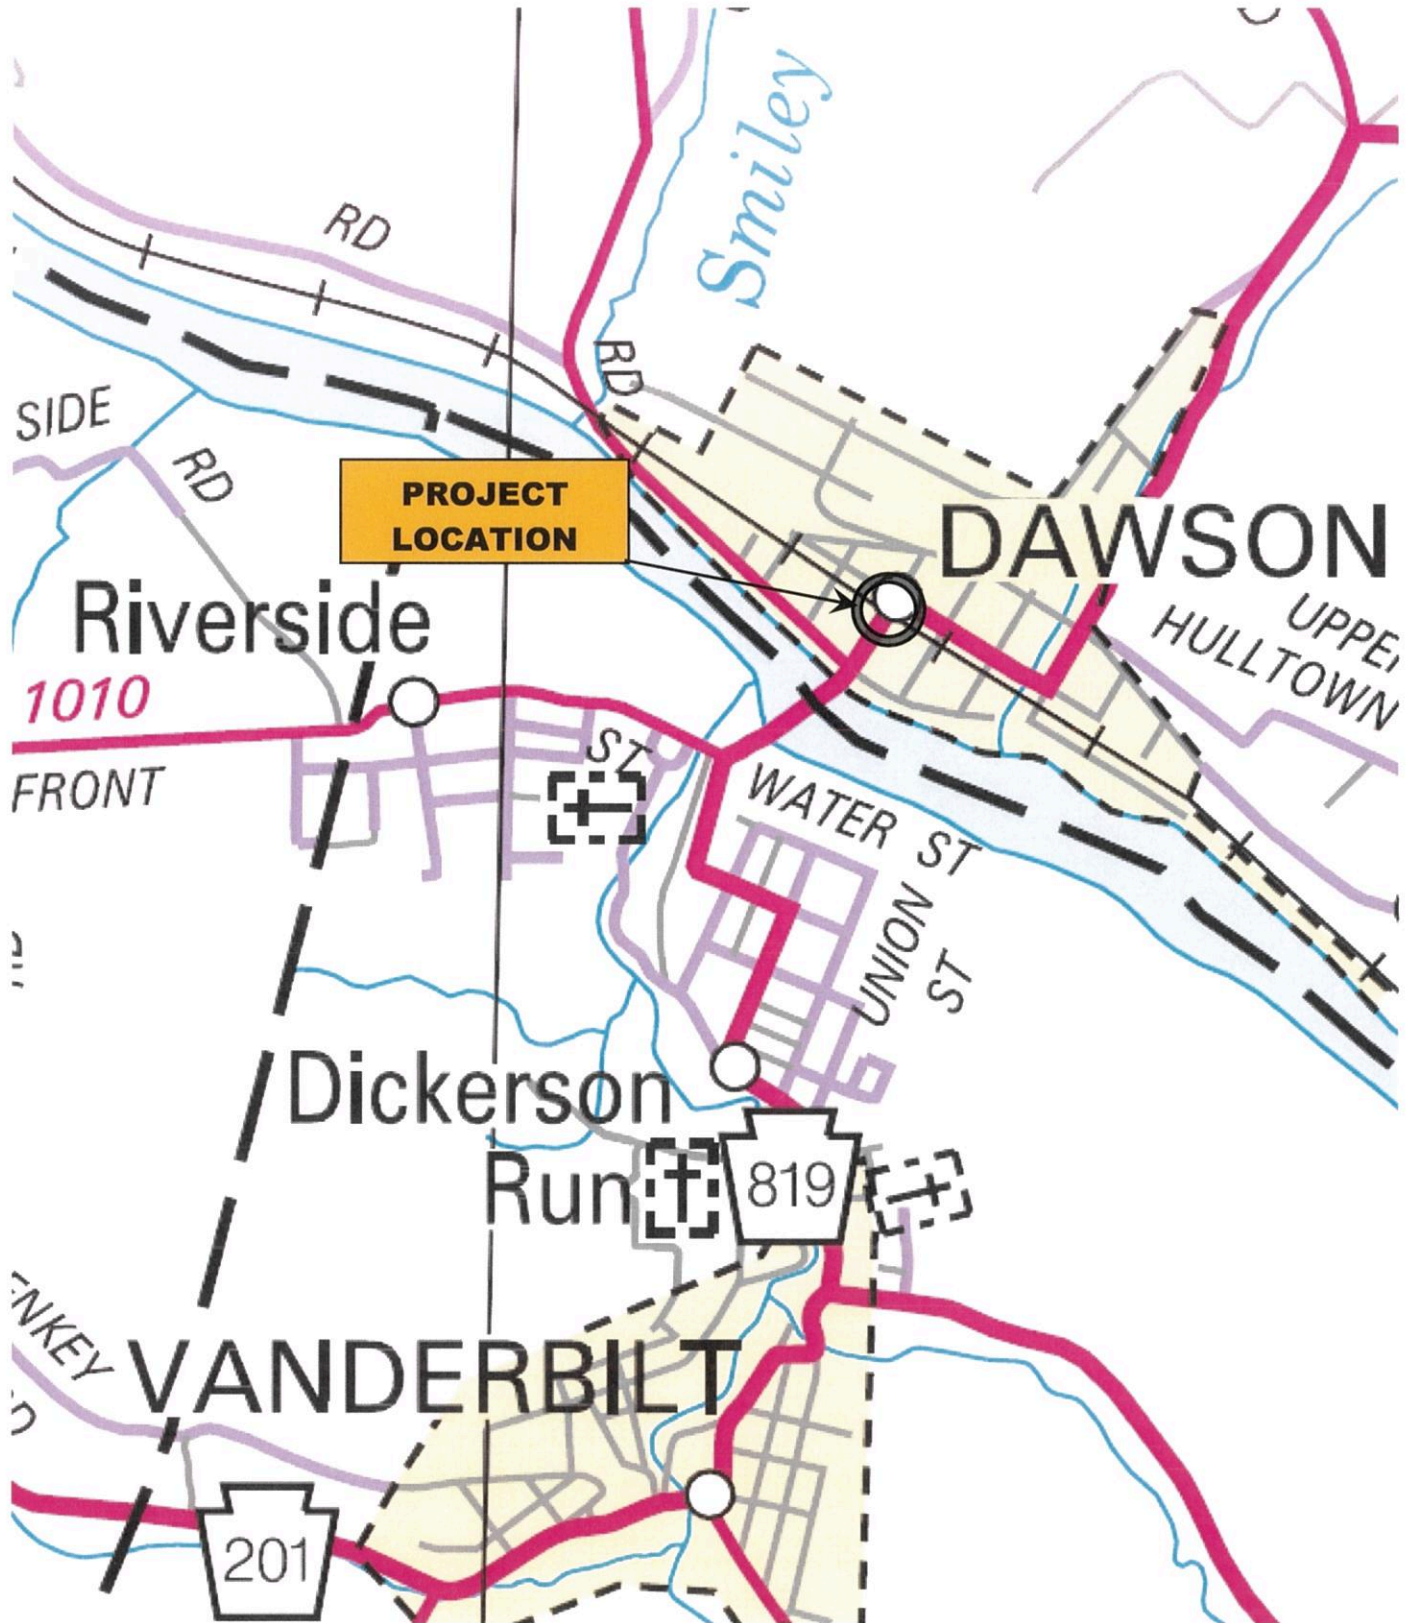 Smiley
RD
RD
SIDE
RD
PROJECT
LOCATION
DAWSON
Riverside
UPPER
HULLTOWN
1010
FRONT
ST
WATER ST
UNION
ST
Dickerson
Run
819
ENKEY
VANDERBILT
201